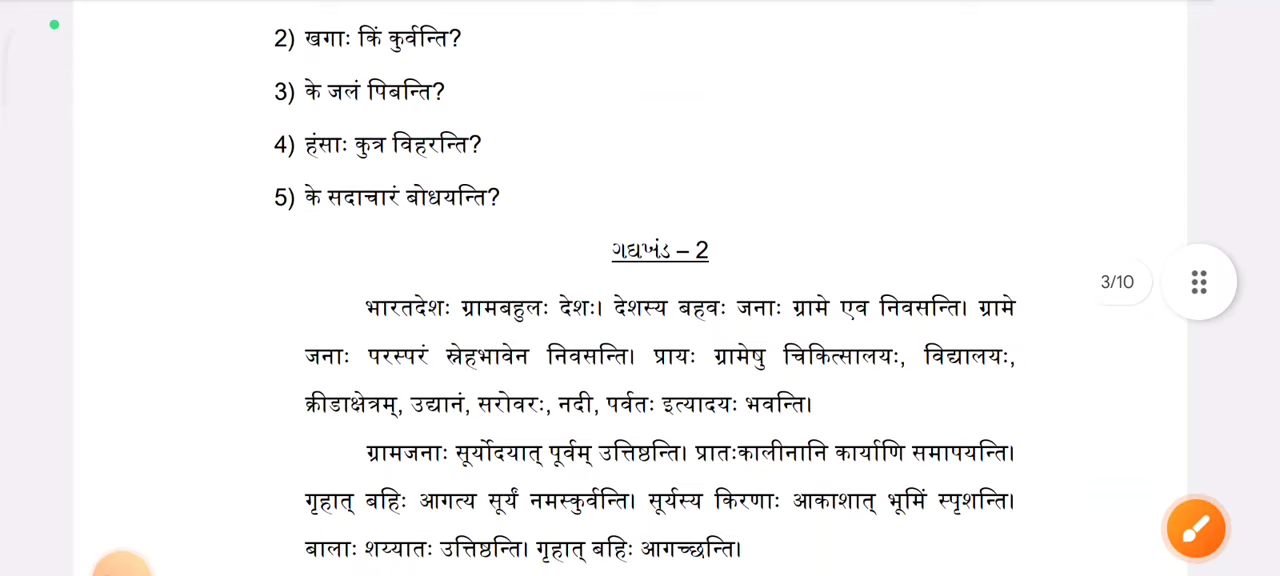 2) खगाः किं कुर्वन्ति?
3) के जलं पिबन्ति?
4) हंसाः कुत्र विहरन्ति?
5) के सदाचारं बोधयन्ति?
ગદ્યખંડ – 2
भारतदेशः ग्रामबहुलः देशः। देशस्य बहवः जनाः ग्रामे एव निवसन्ति। ग्रामे
3/10
जनाः परस्परं स्नेहभावेन निवसन्ति। प्रायः ग्रामेषु चिकित्सालयः, विद्यालयः,
क्रीडाक्षेत्रम्, उद्यानं, सरोवरः, नदी, पर्वतः इत्यादयः भवन्ति।
ग्रामजनाः सूर्योदयात् पूर्वम् उत्तिष्ठन्ति। प्रातःकालीनानि कार्याणि समापयन्ति।
गृहात् बहिः आगत्य सूर्यं नमस्कुर्वन्ति। सूर्यस्य किरणाः आकाशात् भूमिं स्पृशन्ति।
बालाः शय्यातः उत्तिष्ठन्ति। गृहात् बहिः आगच्छन्ति।